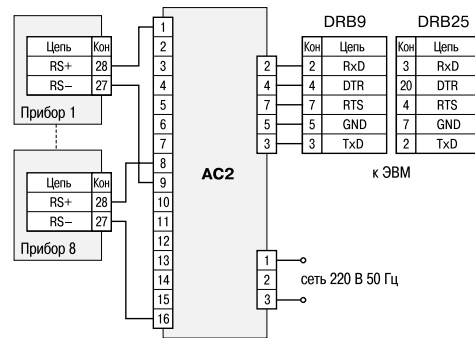 DRB9 DRB25
Цепь Кон
RS+ 28
RS– 27
Прибор 1
Цепь Кон
RS+ 28
RS– 27
Прибор 8
1
2
3
4
5
6
7
8
9
10
11
12
13
14
15
16
АС2
2
4
7
5
3
Кон Цепь
2 RxD
4 DTR
7 RTS
5 GND
3 TxD
Кон Цепь
3 RxD
20 DTR
4 RTS
7 GND
2 TxD
к ЭВМ
1
2
3
сеть 220 В 50 Гц